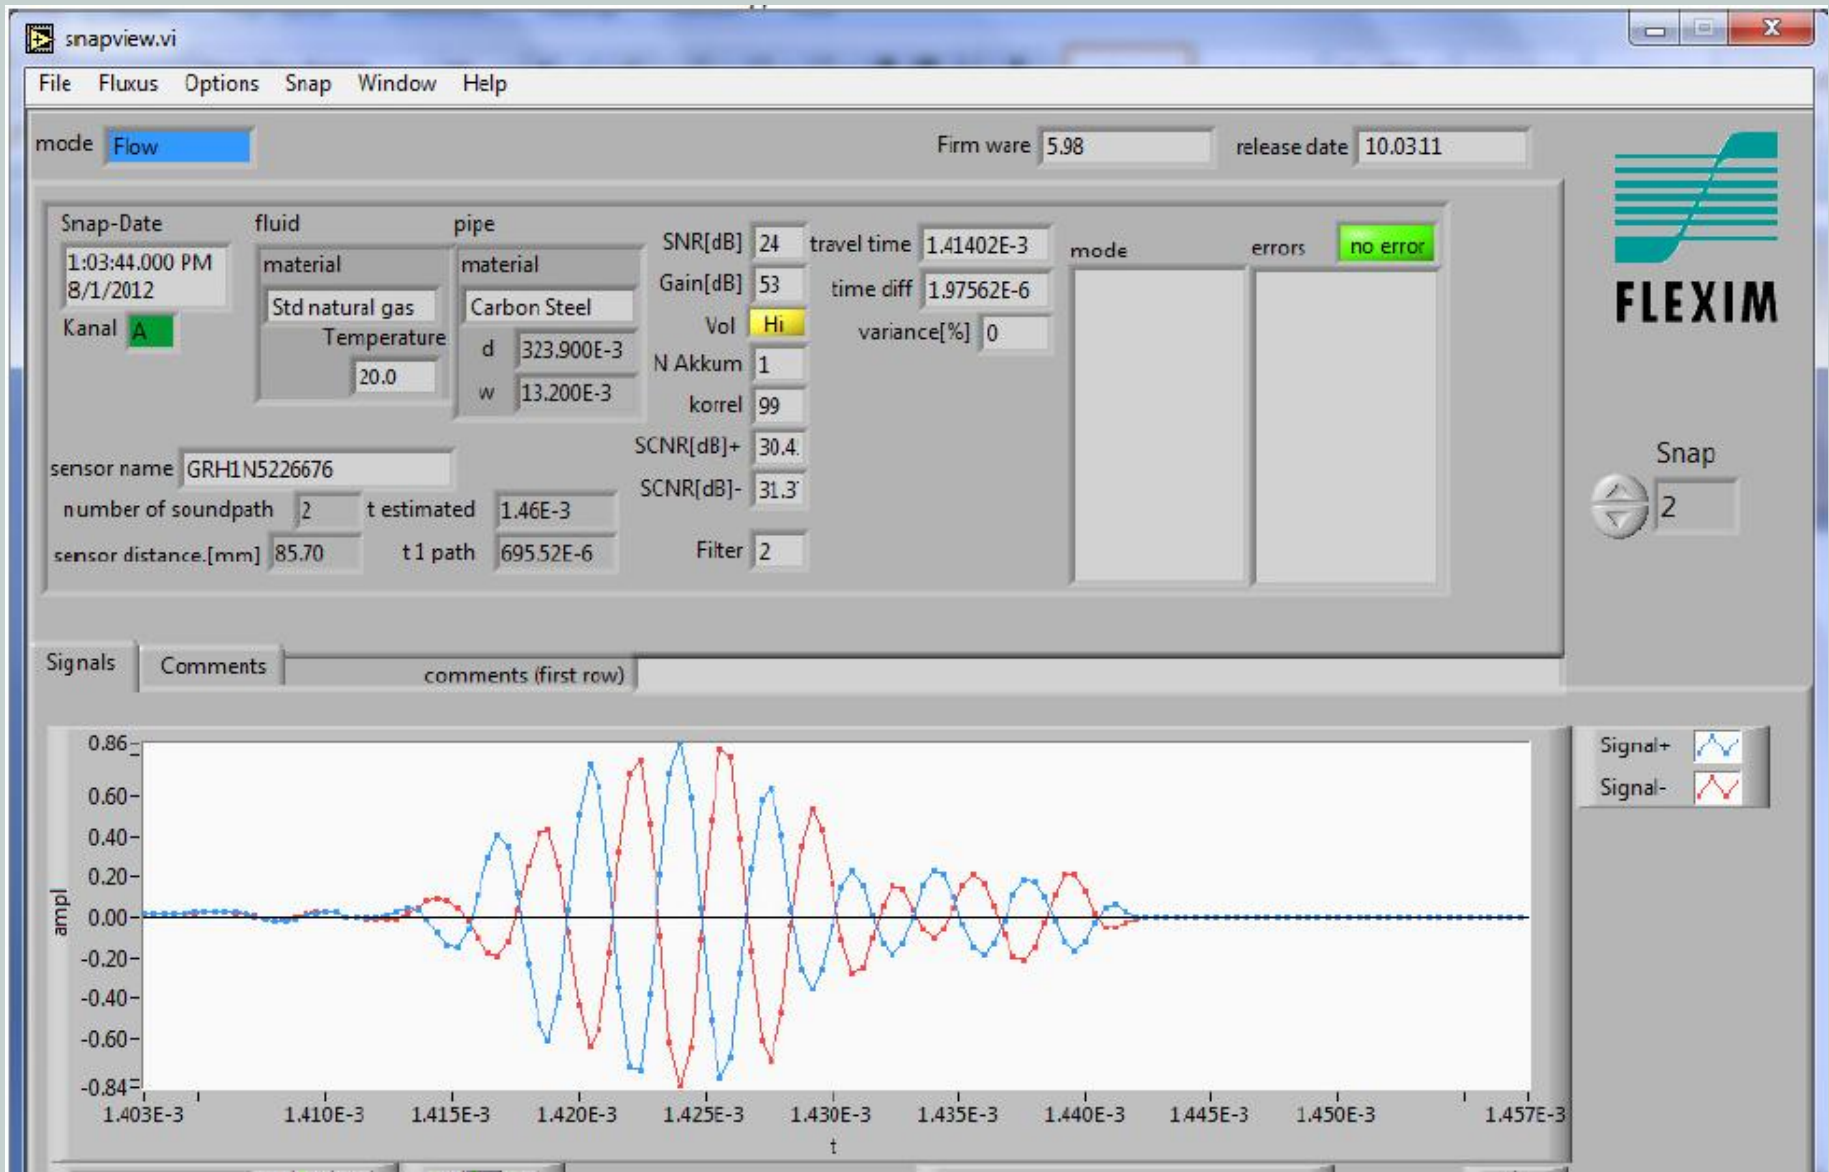 snapview.vi
File Fluxus Options Snap Window Help
mode Flow Firm ware 5.98 release date 10.03.11
FLEXIM
Snap-Date fluid pipe
1:03:44.000 PM
8/1/2012
Kanal A
material
Std natural gas
Temperature
20.0
material
Carbon Steel
d 323.900E-3
w 13.200E-3
SNR[dB] 24
Gain[dB] 53
Vol Hi
N Akkum 1
korrel 99
SCNR[dB]+ 30.4
SCNR[dB]- 31.3
Filter 2
travel time 1.41402E-3
time diff 1.97562E-6
variance[%] 0
mode
errors no error
sensor name GRH1N5226676
number of soundpath 2 t estimated 1.46E-3
sensor distance.[mm] 85.70 t 1 path 695.52E-6
Snap
2
Signals Comments comments (first row)
Signal+
Signal-
0.86
0.60
0.40
0.20
0.00
-0.20
-0.40
-0.60
-0.84
ampl
1.403E-3 1.410E-3 1.415E-3 1.420E-3 1.425E-3 1.430E-3 1.435E-3 1.440E-3 1.445E-3 1.450E-3 1.457E-3
t